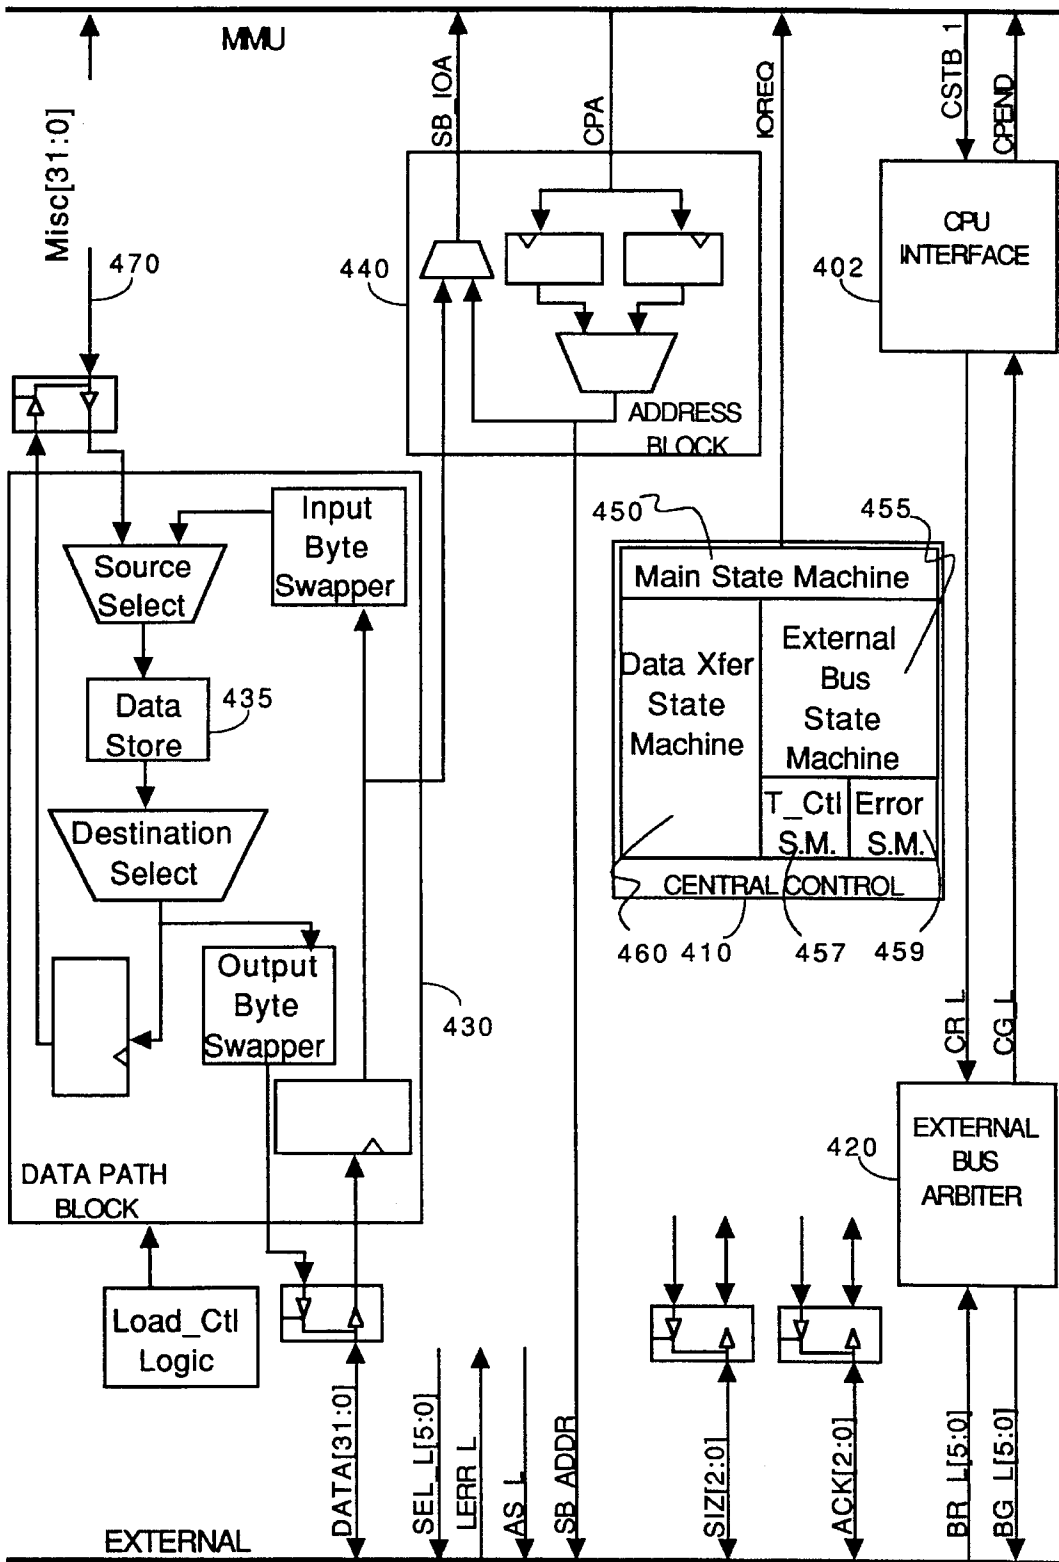 MMU
Misc[31:0]
SB_IOA
CPA
IOREQ
CSTB_1
CPEND
470
440
402
CPU
INTERFACE
ADDRESS
BLOCK
Input
Byte
Swapper
Source
Select
Data
Store
435
Destination
Select
Output
Byte
Swapper
430
DATA PATH
BLOCK
Load_Ctl
Logic
450
455
Main State Machine
Data Xfer
State
Machine
External
Bus
State
Machine
T_Ctl
S.M.
Error
S.M.
CENTRAL CONTROL
460
410
457
459
CR_L
CG_L
420
EXTERNAL
BUS
ARBITER
DATA[31:0]
SEL_L[5:0]
LERR_L
AS_L
SB_ADDR
SIZ[2:0]
ACK[2:0]
BR_L[5:0]
BG_L[5:0]
EXTERNAL